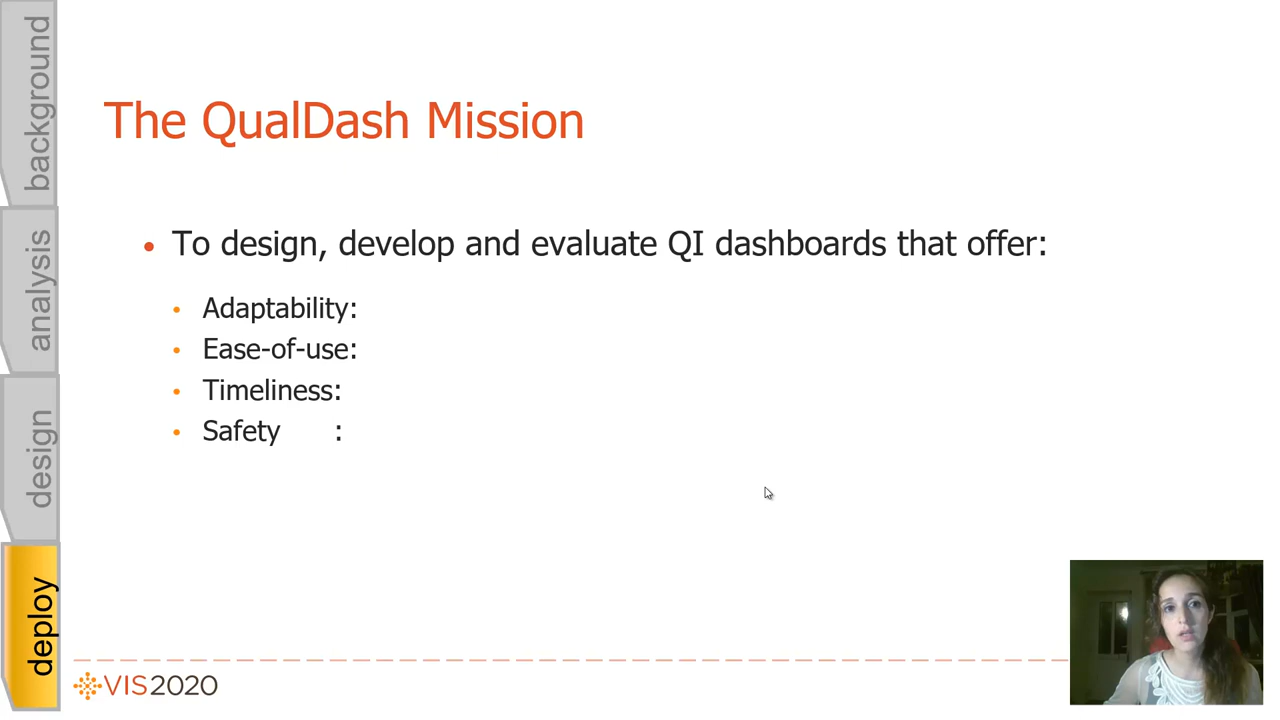 background
analysis
design
deploy
The QualDash Mission
• To design, develop and evaluate QI dashboards that offer:
• Adaptability:
• Ease-of-use:
• Timeliness:
• Safety :
VIS2020